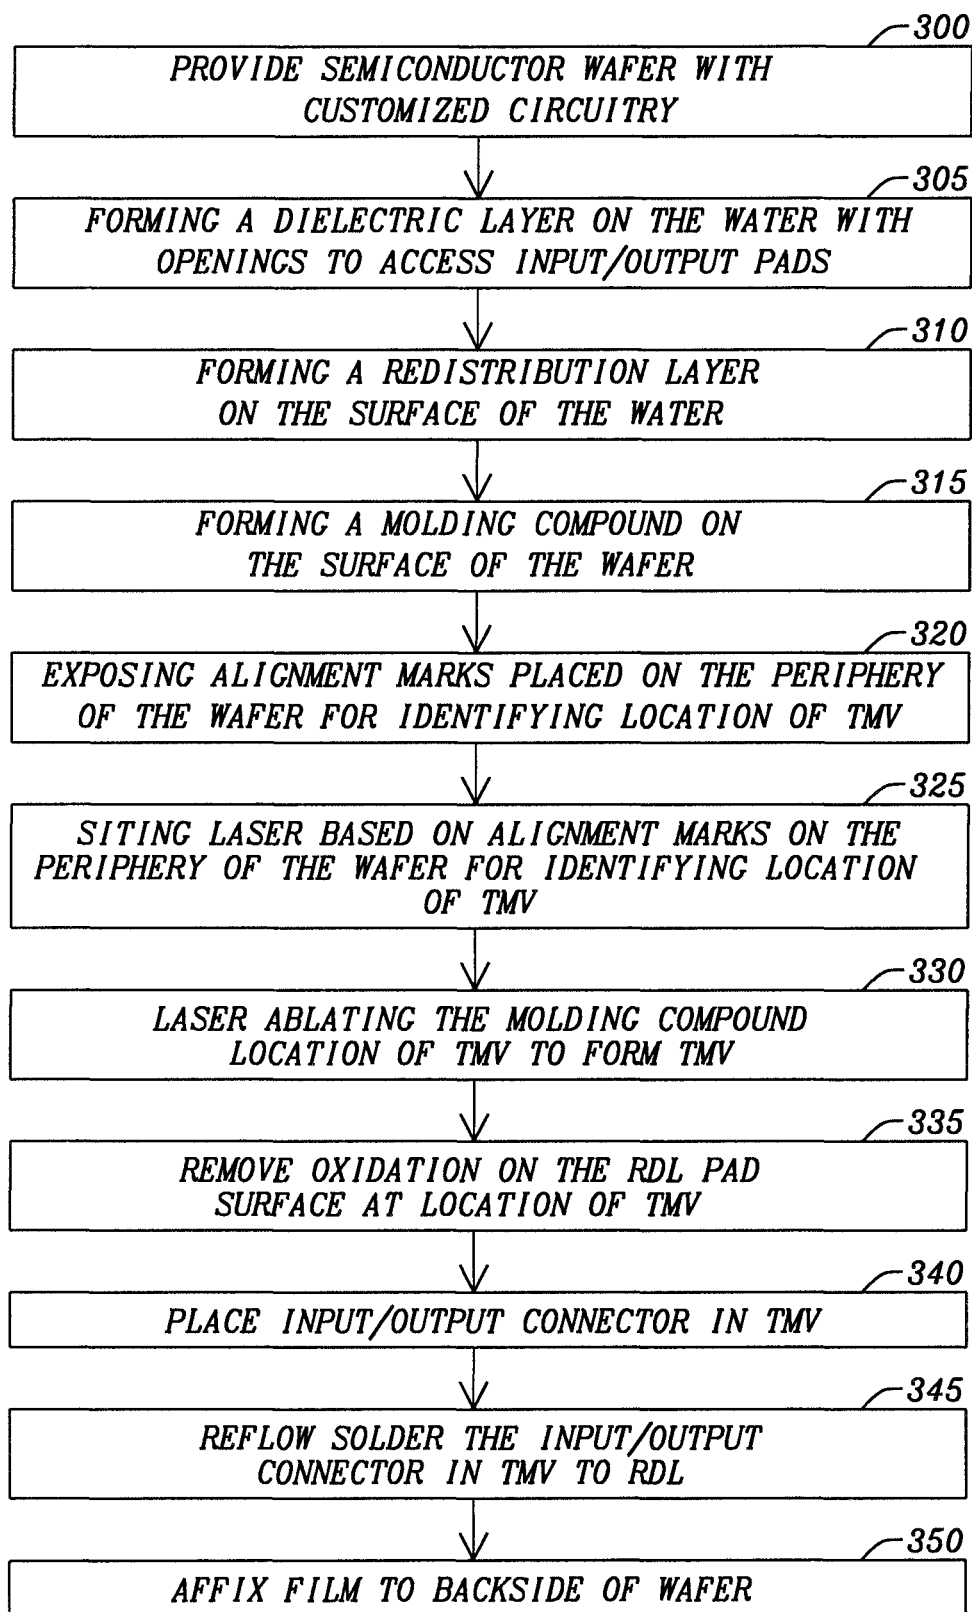 300
PROVIDE SEMICONDUCTOR WAFER WITH
CUSTOMIZED CIRCUITRY
305
FORMING A DIELECTRIC LAYER ON THE WATER WITH
OPENINGS TO ACCESS INPUT/OUTPUT PADS
310
FORMING A REDISTRIBUTION LAYER
ON THE SURFACE OF THE WATER
315
FORMING A MOLDING COMPOUND ON
THE SURFACE OF THE WAFER
320
EXPOSING ALIGNMENT MARKS PLACED ON THE PERIPHERY
OF THE WAFER FOR IDENTIFYING LOCATION OF TMV
325
SITING LASER BASED ON ALIGNMENT MARKS ON THE
PERIPHERY OF THE WAFER FOR IDENTIFYING LOCATION
OF TMV
330
LASER ABLATING THE MOLDING COMPOUND
LOCATION OF TMV TO FORM TMV
335
REMOVE OXIDATION ON THE RDL PAD
SURFACE AT LOCATION OF TMV
340
PLACE INPUT/OUTPUT CONNECTOR IN TMV
345
REFLOW SOLDER THE INPUT/OUTPUT
CONNECTOR IN TMV TO RDL
350
AFFIX FILM TO BACKSIDE OF WAFER